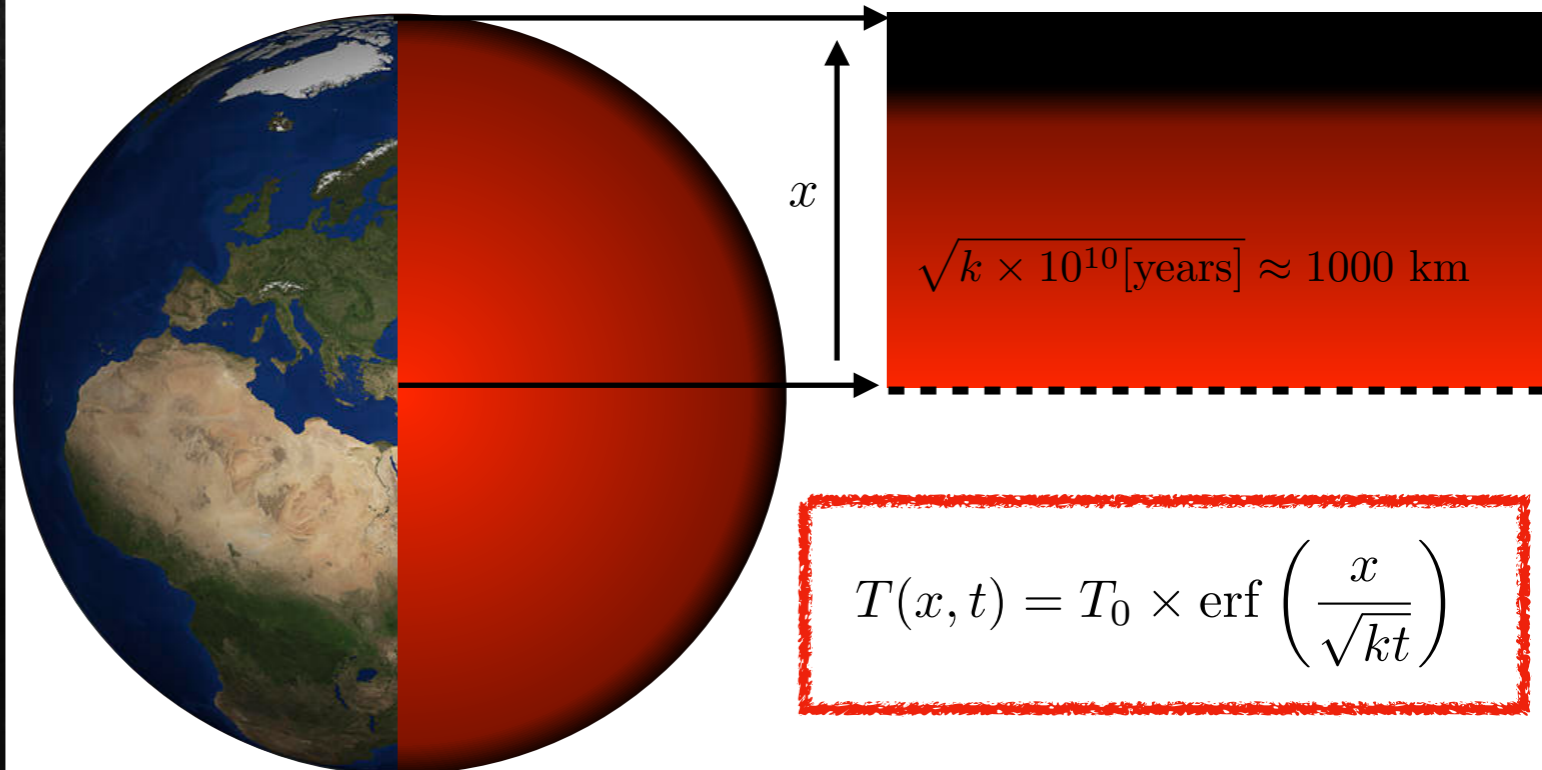 x
√(k × 10¹⁰[years]) ≈ 1000 km
T(x, t) = T₀ × erf (x / √(kt))